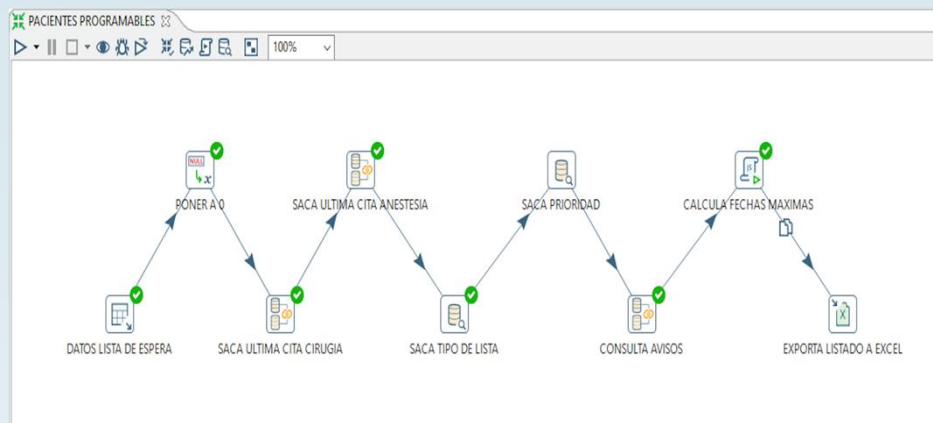 PACIENTES PROGRAMABLES
100%
NULL
x
JS
PONER A 0
SACA ULTIMA CITA ANESTESIA
SACA PRIORIDAD
CALCULA FECHAS MAXIMAS
X
DATOS LISTA DE ESPERA
SACA ULTIMA CITA CIRUGIA
SACA TIPO DE LISTA
CONSULTA AVISOS
EXPORTA LISTADO A EXCEL